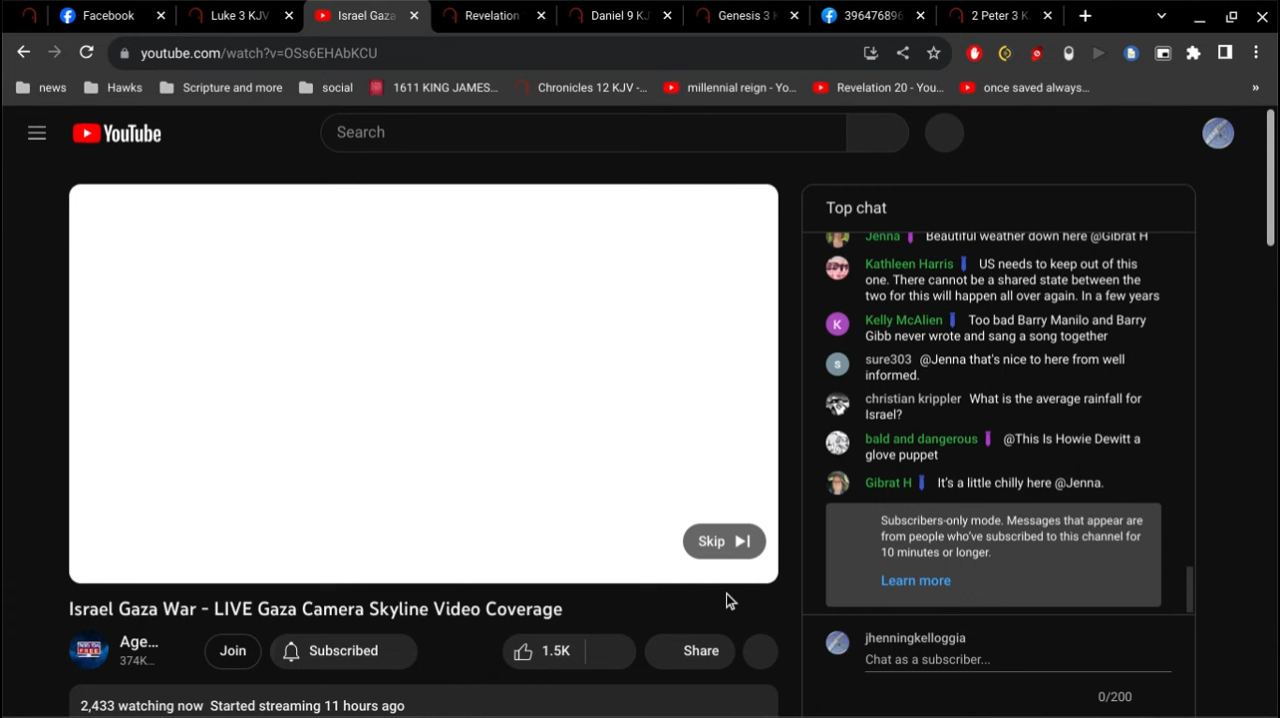 Facebook
Luke 3 KJV
Israel Gaza
Revelation
Daniel 9 KJ
Genesis 3 K
396476896
2 Peter 3 K
youtube.com/watch?v=OSs6EHAbKCU
news
Hawks
Scripture and more
social
1611 KING JAMES...
Chronicles 12 KJV -...
millennial reign - Yo...
Revelation 20 - You...
once saved always...
»
YouTube
Search
Skip
Top chat
Jenna Beautiful weather down here @Gibrat H
Kathleen Harris US needs to keep out of this
one. There cannot be a shared state between the
two for this will happen all over again. In a few years
K
Kelly McAlien Too bad Barry Manilo and Barry
Gibb never wrote and sang a song together
s
sure303 @Jenna that's nice to here from well
informed.
christian krippler What is the average rainfall for
Israel?
bald and dangerous @This Is Howie Dewitt a
glove puppet
Gibrat H It's a little chilly here @Jenna.
Subscribers-only mode. Messages that appear are
from people who've subscribed to this channel for
10 minutes or longer.
Learn more
jhenningkelloggia
Chat as a subscriber...
0/200
Israel Gaza War - LIVE Gaza Camera Skyline Video Coverage
Age...
374K...
Join
Subscribed
1.5K
Share
2,433 watching now Started streaming 11 hours ago